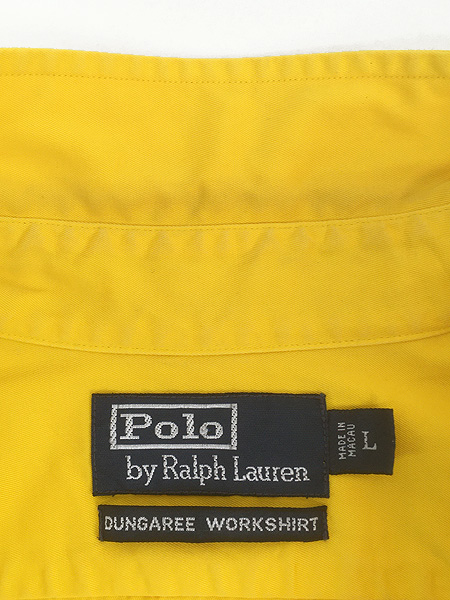 Polo
by Ralph Lauren
MADE IN
MACAU
L
DUNGAREE WORKSHIRT